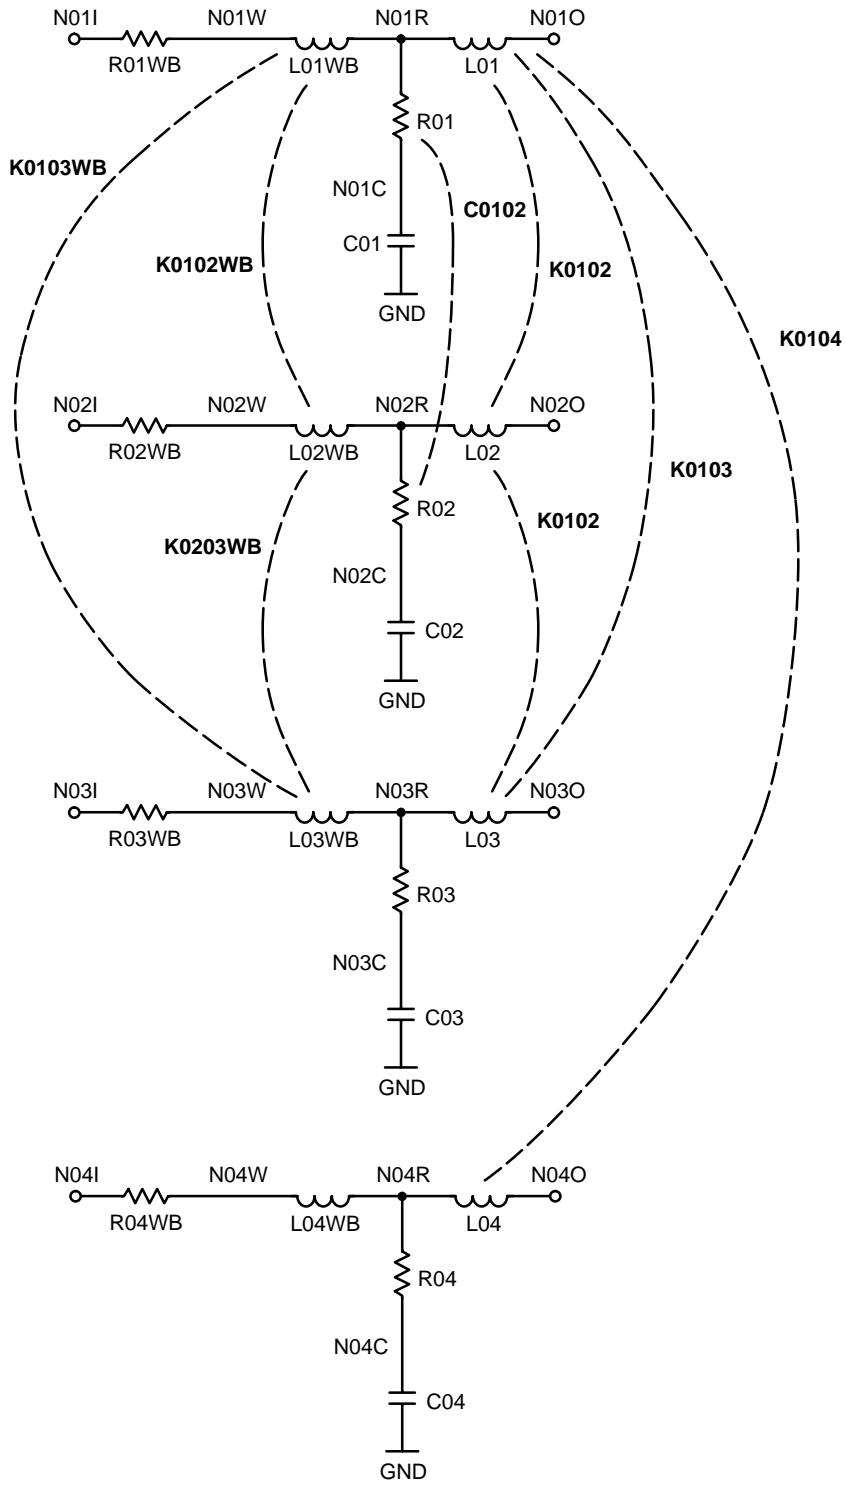 N01I N01W N01R N01O
R01WB L01WB L01
R01
K0103WB
N01C
C0102
C01
K0102WB
K0102
GND
K0104
N02I N02W N02R N02O
R02WB L02WB L02
K0103
R02
K0102
K0203WB
N02C
C02
GND
N03I N03W N03R N03O
R03WB L03WB L03
R03
N03C
C03
GND
N04I N04W N04R N04O
R04WB L04WB L04
R04
N04C
C04
GND